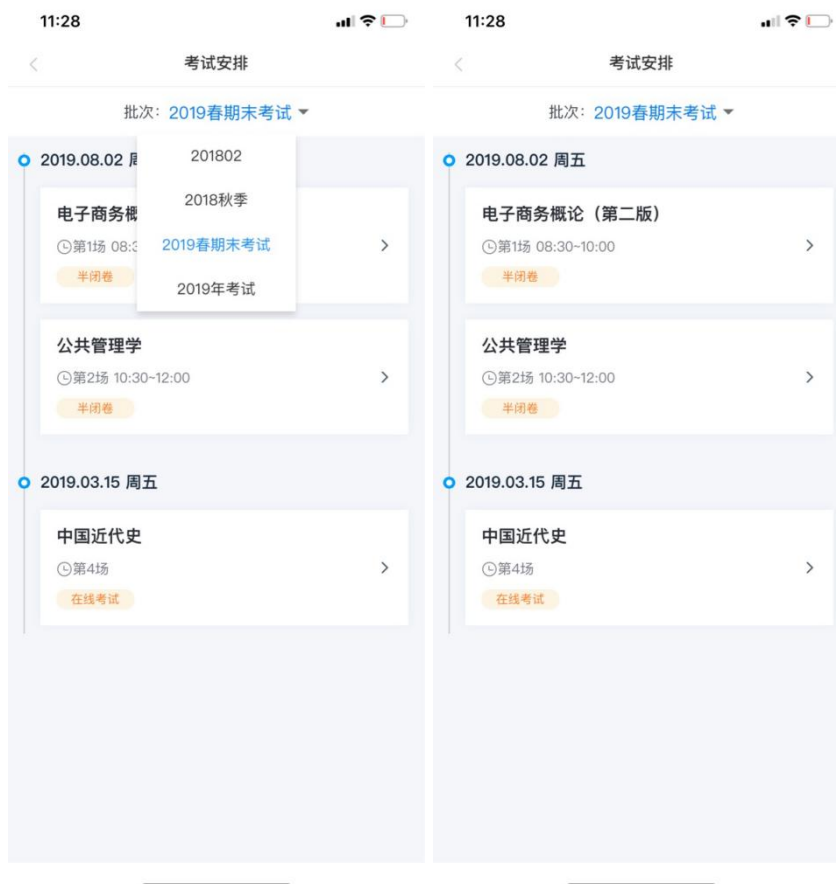 11:28
考试安排
批次：2019春期末考试
201802
2018秋季
2019春期末考试
2019年考试
2019.08.02 周
电子商务概
第1场 08:3
半闭卷
公共管理学
第2场 10:30~12:00
半闭卷
2019.03.15 周五
中国近代史
第4场
在线考试
11:28
考试安排
批次：2019春期末考试
2019.08.02 周五
电子商务概论（第二版）
第1场 08:30~10:00
半闭卷
公共管理学
第2场 10:30~12:00
半闭卷
2019.03.15 周五
中国近代史
第4场
在线考试